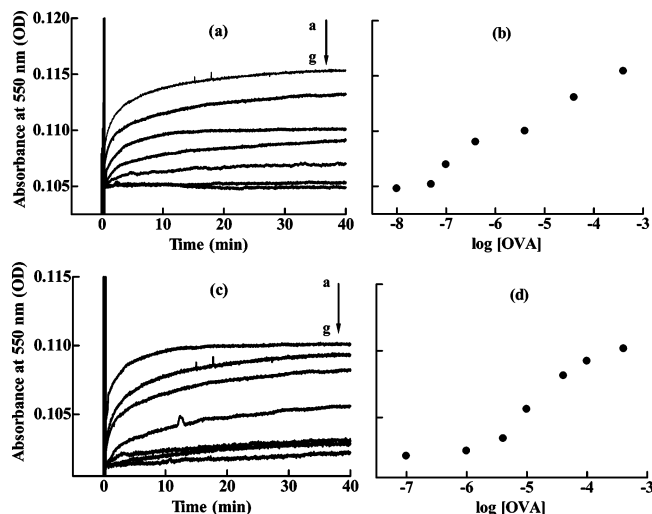 (a)
a
g
0.120
0.115
0.110
0.105
Absorbance at 550 nm (OD)
0 10 20 30 40
Time (min)
(b)
-8 -7 -6 -5 -4 -3
log [OVA]
(c)
a
g
0.115
0.110
0.105
Absorbance at 550 nm (OD)
0 10 20 30 40
Time (min)
(d)
-7 -6 -5 -4 -3
log [OVA]